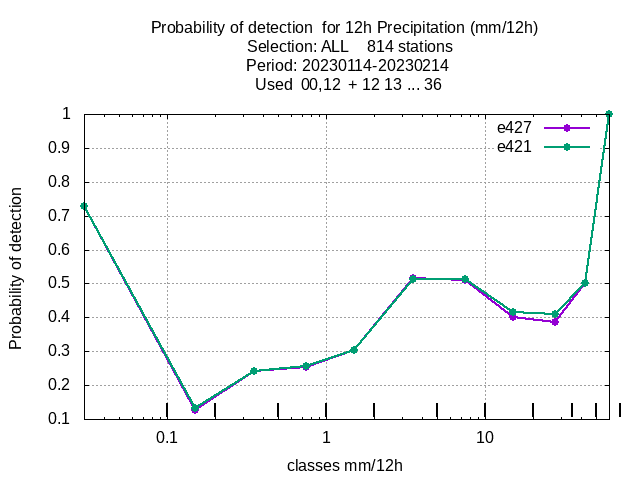 Probability of detection  for 12h Precipitation (mm/12h)
Selection: ALL    814 stations
Period: 20230114-20230214
Used  00,12  + 12 13 ... 36
e427
e421
1
0.9
0.8
0.7
0.6
0.5
0.4
0.3
0.2
0.1
Probability of detection
0.1 1 10
classes mm/12h